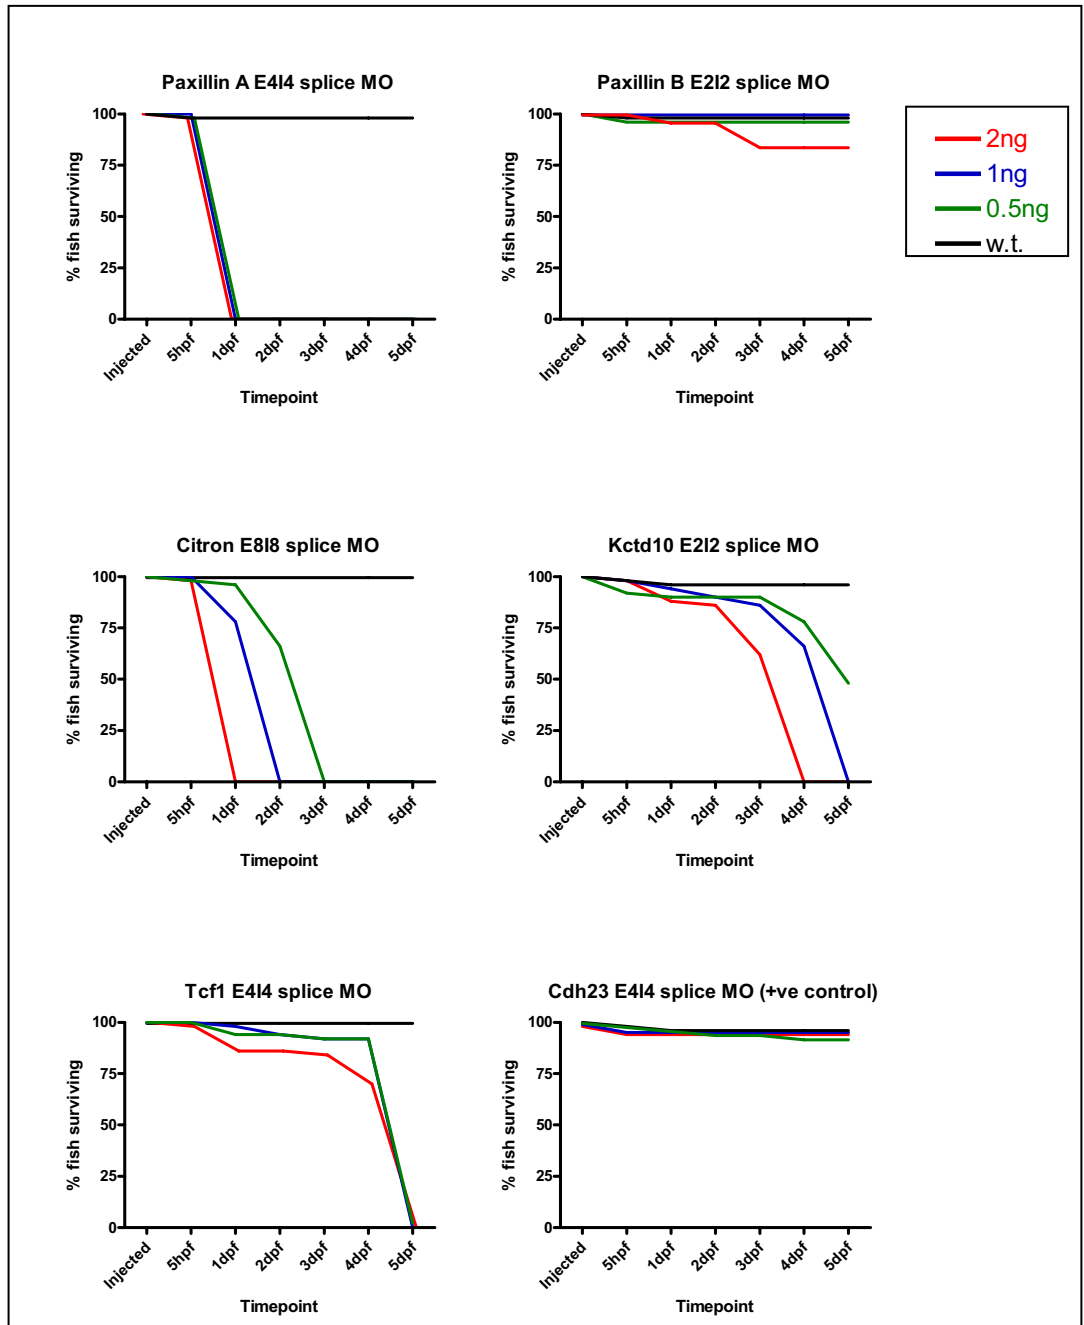 Paxillin A E4I4 splice MO
% fish surviving
100
75
50
25
0
Injected
5hpf
1dpf
2dpf
3dpf
4dpf
5dpf
Timepoint
Paxillin B E2I2 splice MO
% fish surviving
100
75
50
25
0
Injected
5hpf
1dpf
2dpf
3dpf
4dpf
5dpf
Timepoint
2ng
1ng
0.5ng
w.t.
Citron E8I8 splice MO
% fish surviving
100
75
50
25
0
Injected
5hpf
1dpf
2dpf
3dpf
4dpf
5dpf
Timepoint
Kctd10 E2I2 splice MO
% fish surviving
100
75
50
25
0
Injected
5hpf
1dpf
2dpf
3dpf
4dpf
5dpf
Timepoint
Tcf1 E4I4 splice MO
% fish surviving
100
75
50
25
0
Injected
5hpf
1dpf
2dpf
3dpf
4dpf
5dpf
Timepoint
Cdh23 E4I4 splice MO (+ve control)
% fish surviving
100
75
50
25
0
Injected
5hpf
1dpf
2dpf
3dpf
4dpf
5dpf
Timepoint